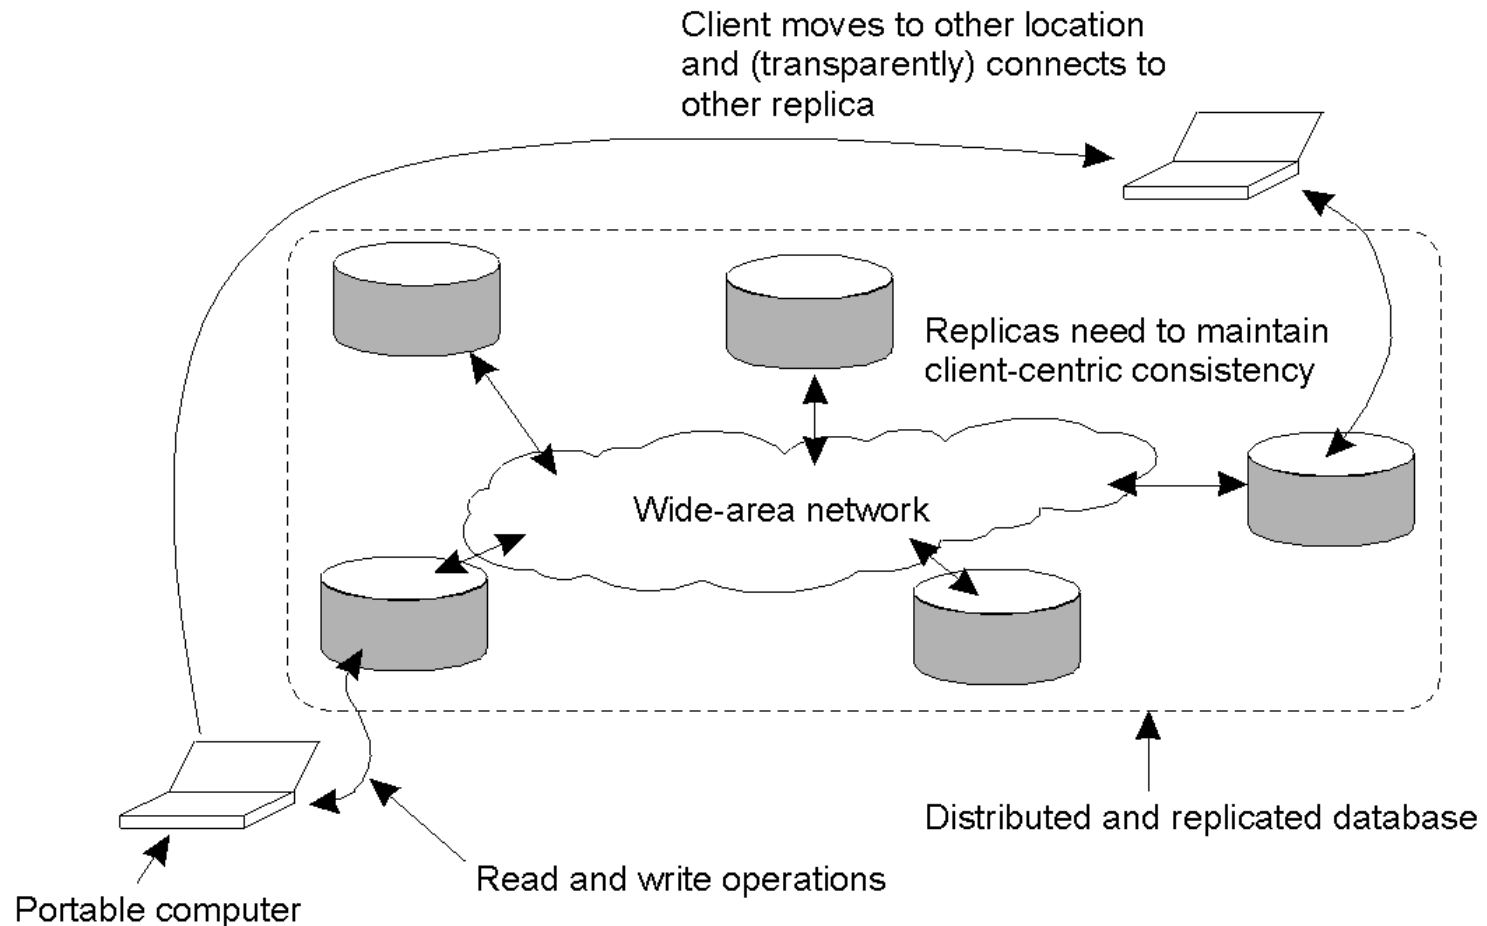 Client moves to other location
and (transparently) connects to
other replica
Replicas need to maintain
client-centric consistency
Wide-area network
Distributed and replicated database
Read and write operations
Portable computer